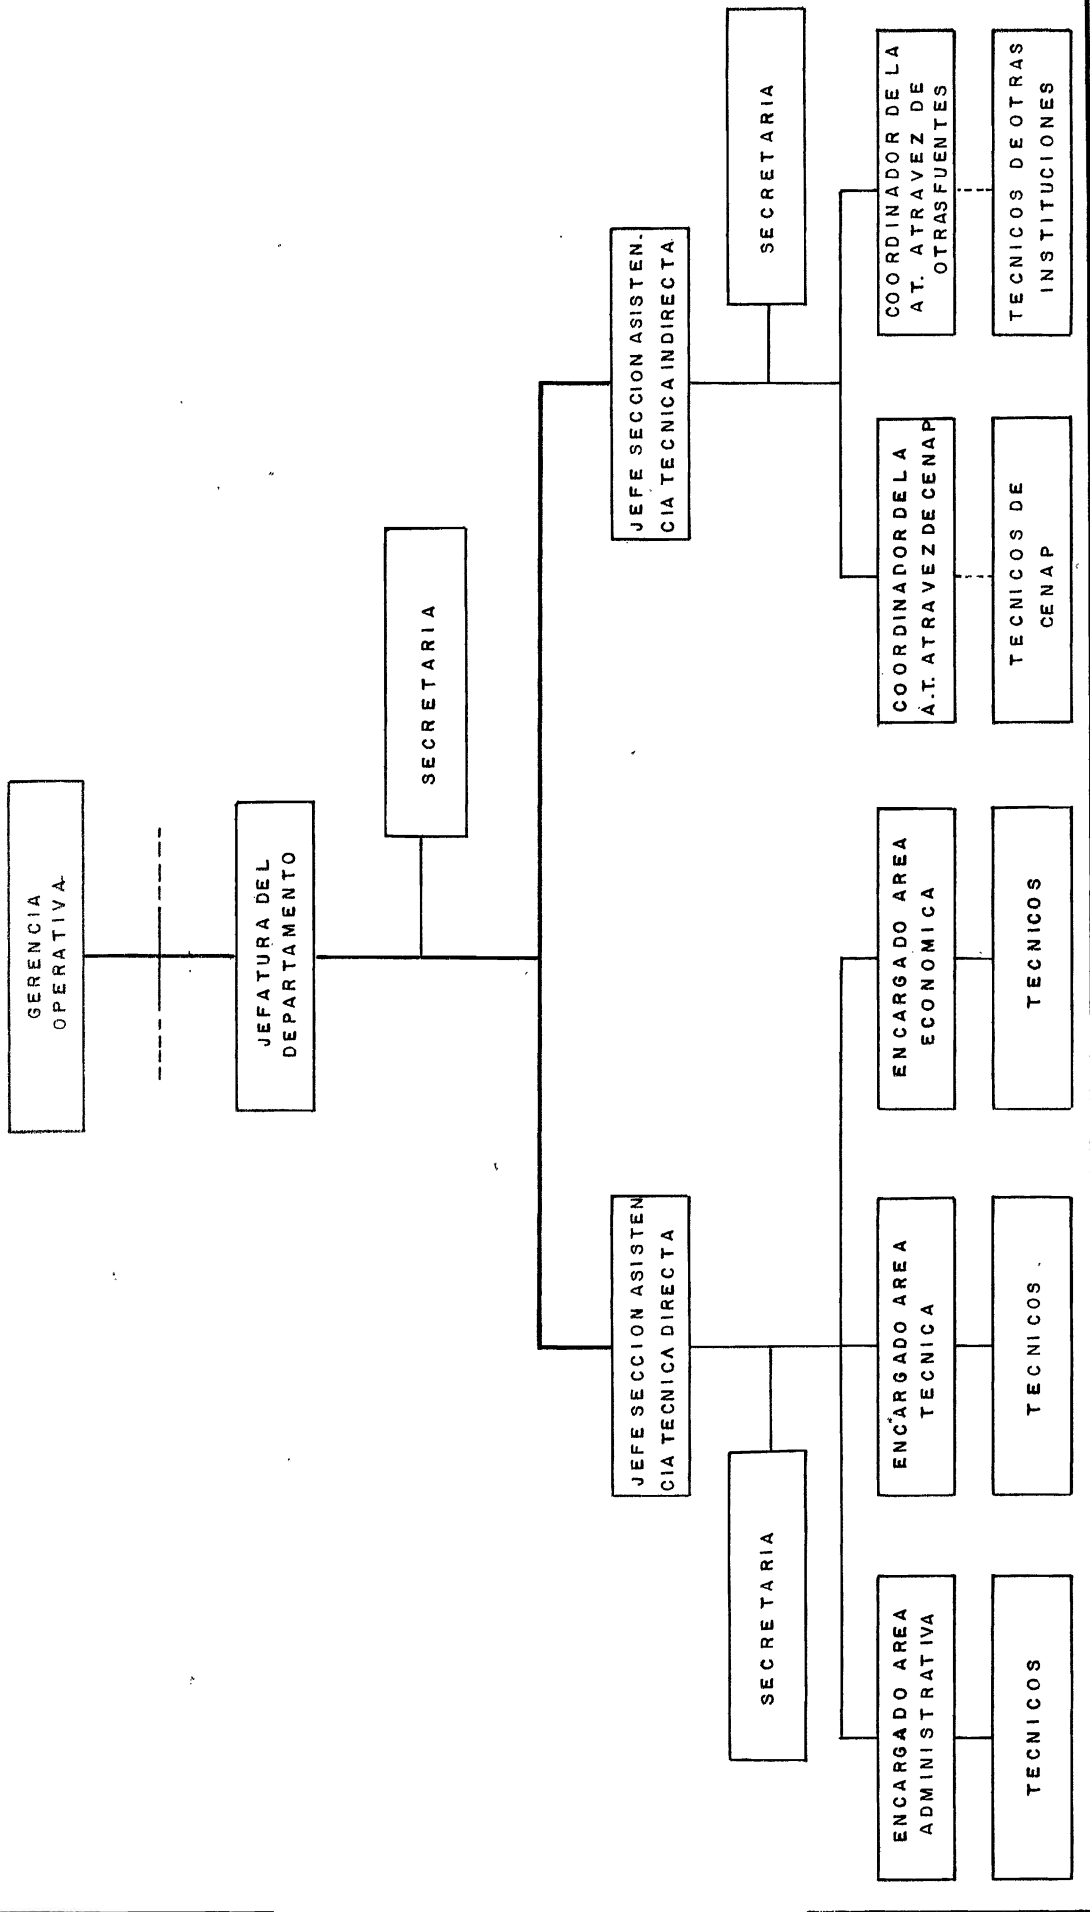 GERENCIA
OPERATIVA
JEFATURA DEL
DEPARTAMENTO
SECRETARIA
JEFE SECCION ASISTEN
CIA TECNICA DIRECTA
JEFE SECCION ASISTEN.
CIA TECNICA INDIRECTA
SECRETARIA
SECRETARIA
ENCARGADO AREA
ADMINISTRATIVA
ENCARGADO AREA
TECNICA
ENCARGADO AREA
ECONOMICA
COORDINADOR DE LA
A.T. ATRAVEZ DE CENAP
COORDINADOR DE LA
AT. ATRAVEZ DE
OTRAS FUENTES
TECNICOS
TECNICOS
TECNICOS
TECNICOS DE
CENAP
TECNICOS DE OTRAS
INSTITUCIONES